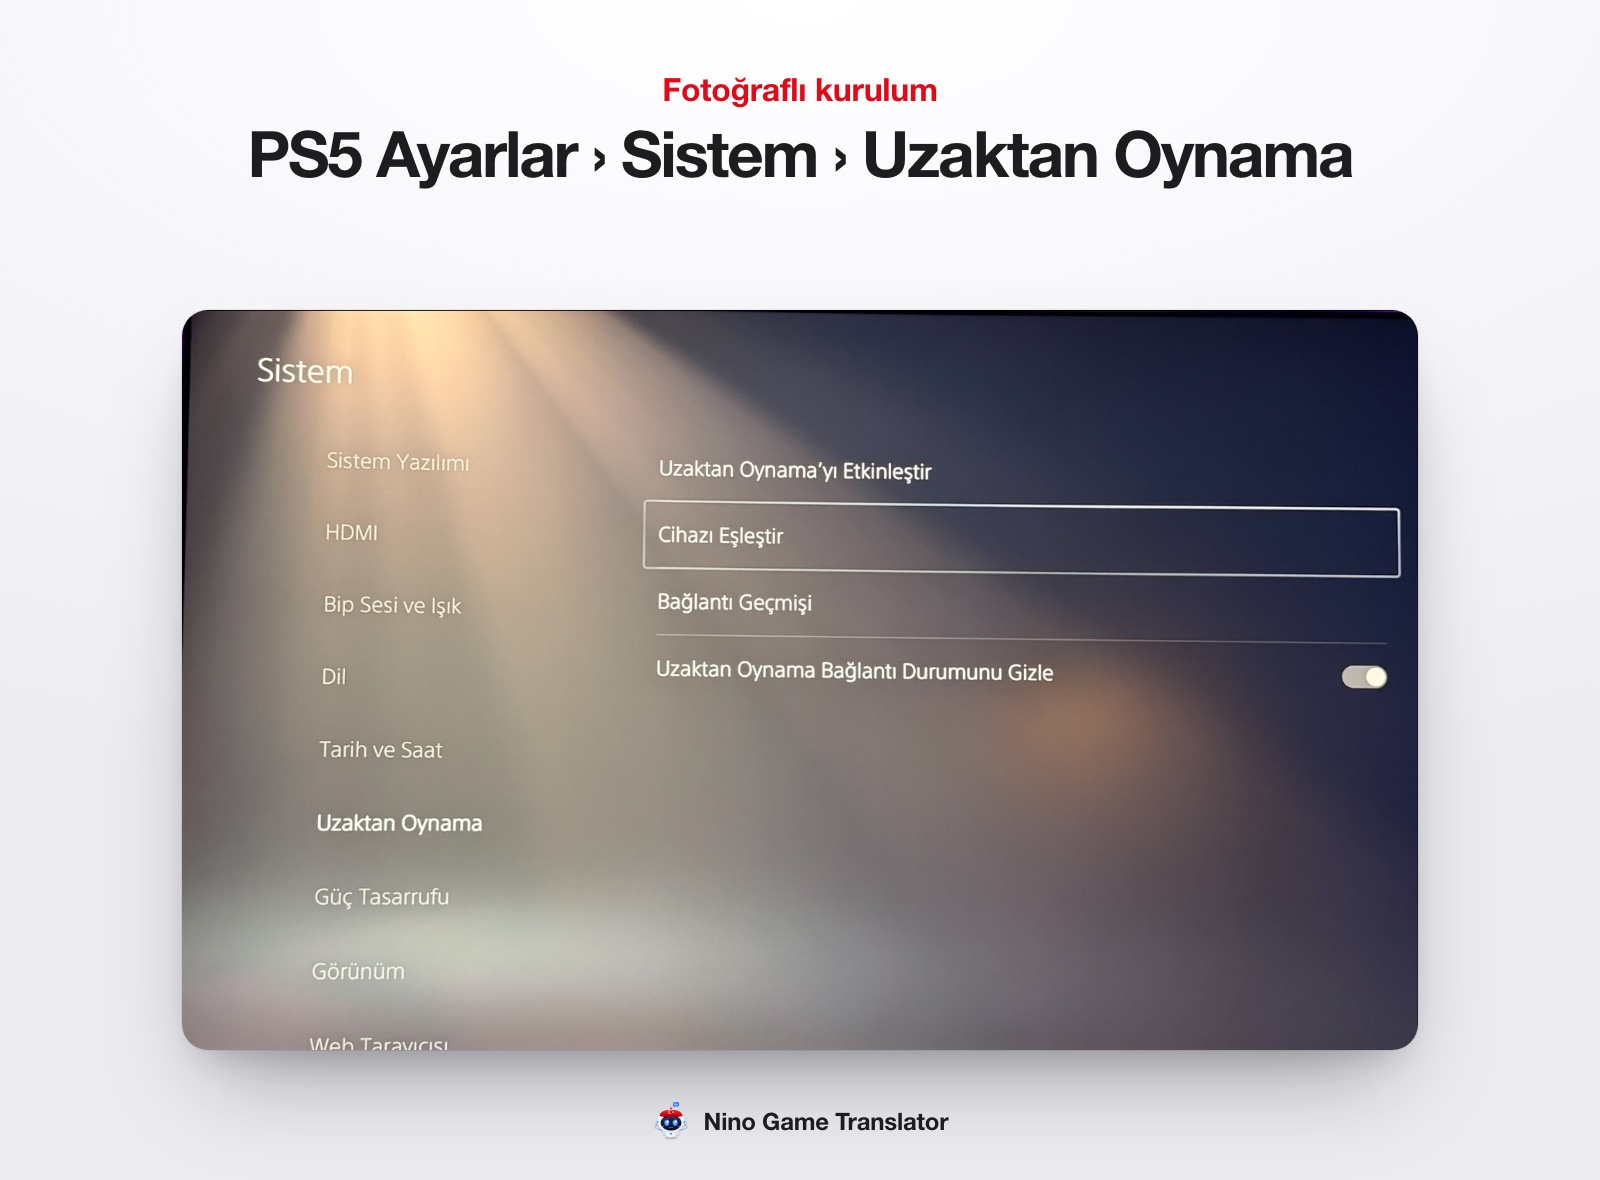 Fotoğraflı kurulum
PS5 Ayarlar › Sistem › Uzaktan Oynama
Sistem
Sistem Yazılımı
HDMI
Bip Sesi ve Işık
Dil
Tarih ve Saat
Uzaktan Oynama
Güç Tasarrufu
Görünüm
Web Tarayıcısı
Uzaktan Oynama’yı Etkinleştir
Cihazı Eşleştir
Bağlantı Geçmişi
Uzaktan Oynama Bağlantı Durumunu Gizle
Nino Game Translator